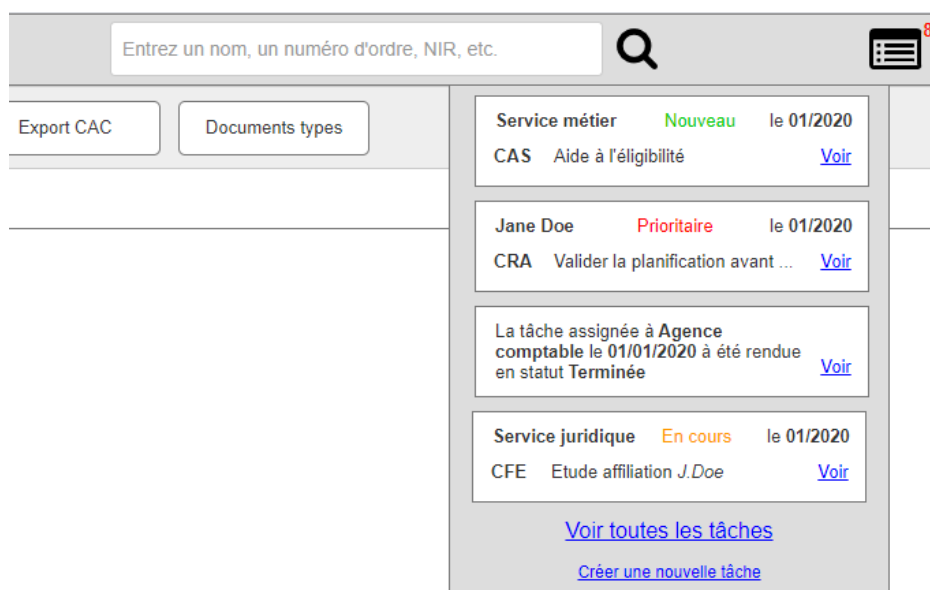 Entrez un nom, un numéro d'ordre, NIR, etc.
8
Export CAC
Documents types
Service métier Nouveau le 01/2020
CAS Aide à l'éligibilité Voir
Jane Doe Prioritaire le 01/2020
CRA Valider la planification avant ... Voir
La tâche assignée à Agence
comptable le 01/01/2020 à été rendue
en statut Terminée Voir
Service juridique En cours le 01/2020
CFE Etude affiliation J.Doe Voir
Voir toutes les tâches
Créer une nouvelle tâche